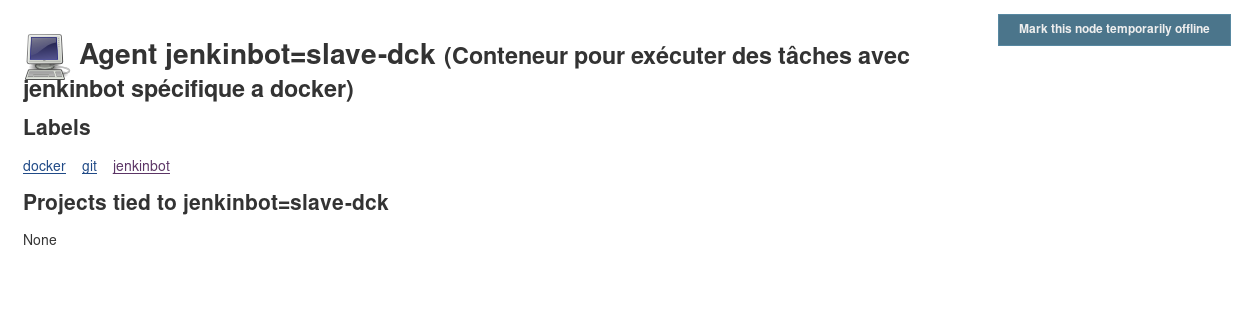 Mark this node temporarily offline
Agent jenkinbot=slave-dck (Conteneur pour exécuter des tâches avec
jenkinbot spécifique a docker)
Labels
docker git jenkinbot
Projects tied to jenkinbot=slave-dck
None